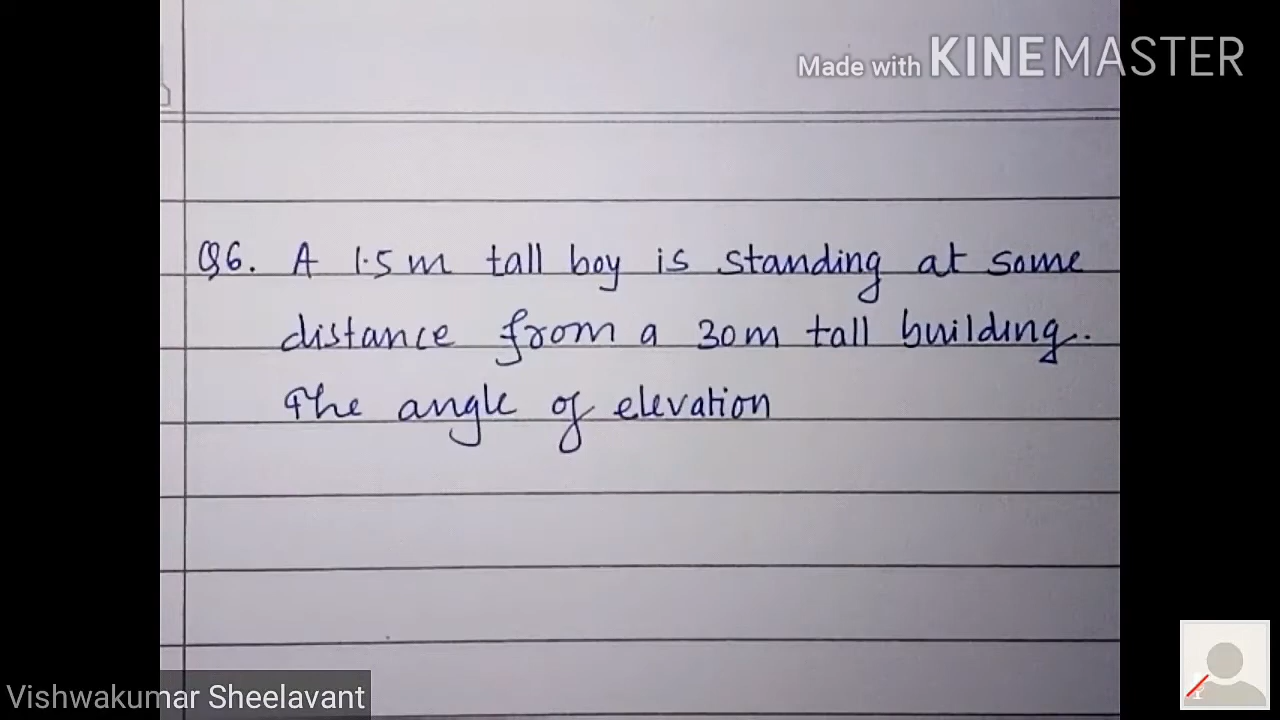 Made with KINEMASTER
Q6. A 1.5 m tall boy is standing at some
distance from a 30m tall building.
The angle of elevation
Vishwakumar Sheelavant